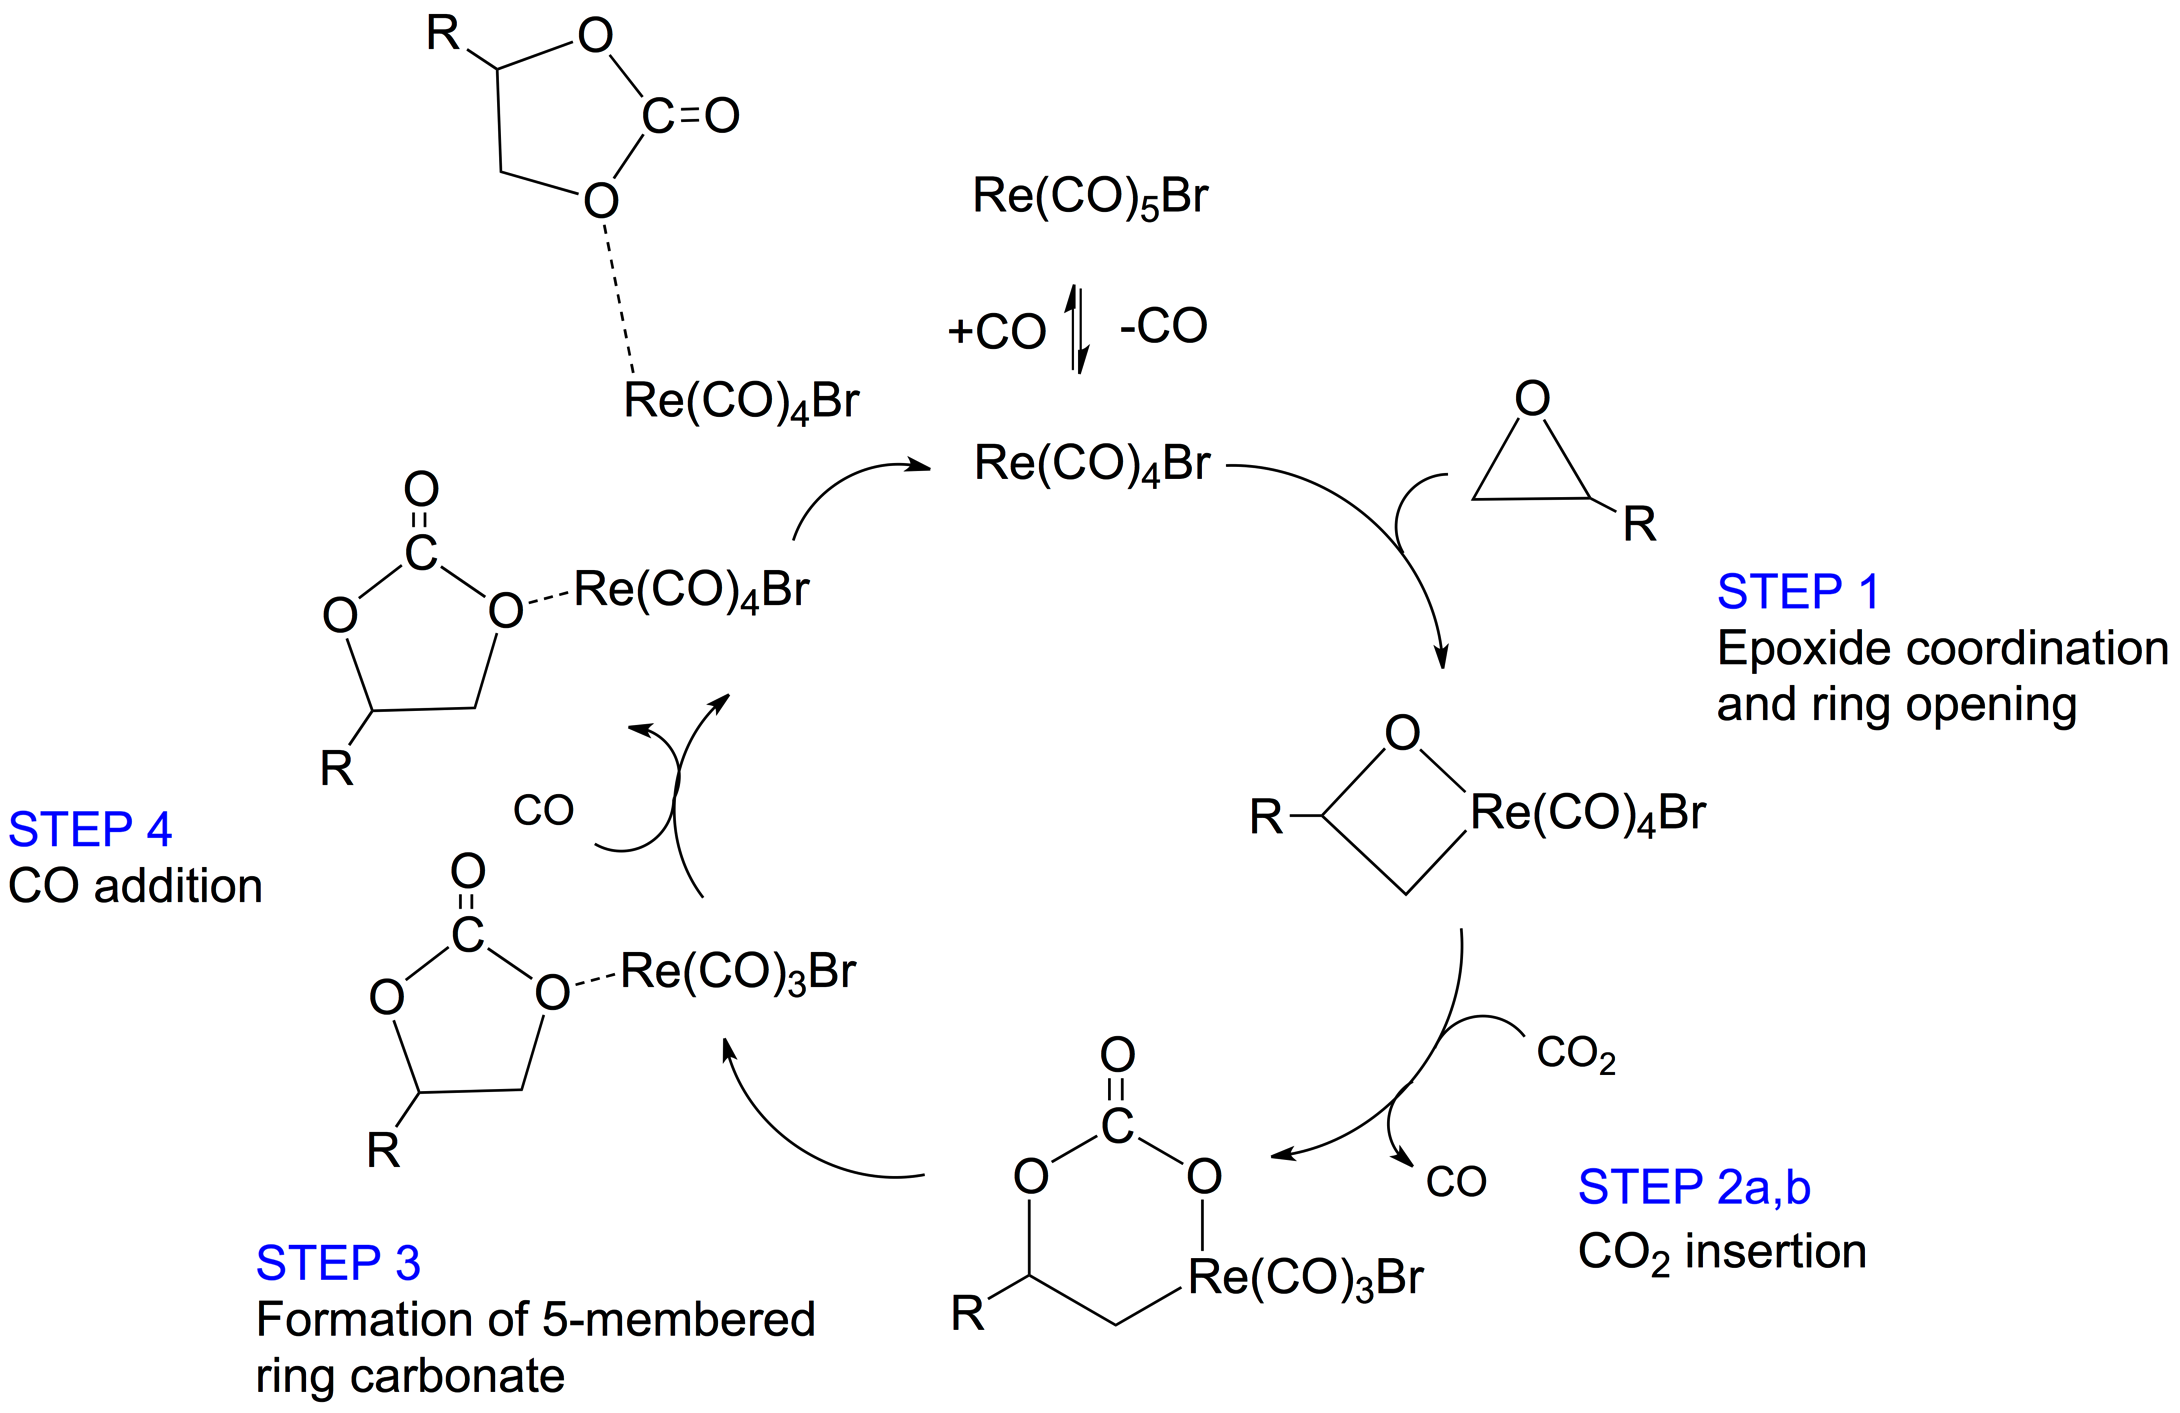 R
O
C=O
O
Re(CO)₄Br
Re(CO)₅Br
+CO
-CO
Re(CO)₄Br
O
R
STEP 1
Epoxide coordination
and ring opening
O
R
Re(CO)₄Br
CO₂
CO
STEP 2a,b
CO₂ insertion
O
C
O
O
Re(CO)₃Br
R
STEP 3
Formation of 5-membered
ring carbonate
O
C
O
O
Re(CO)₃Br
R
STEP 4
CO addition
CO
O
C
O
O
Re(CO)₄Br
R